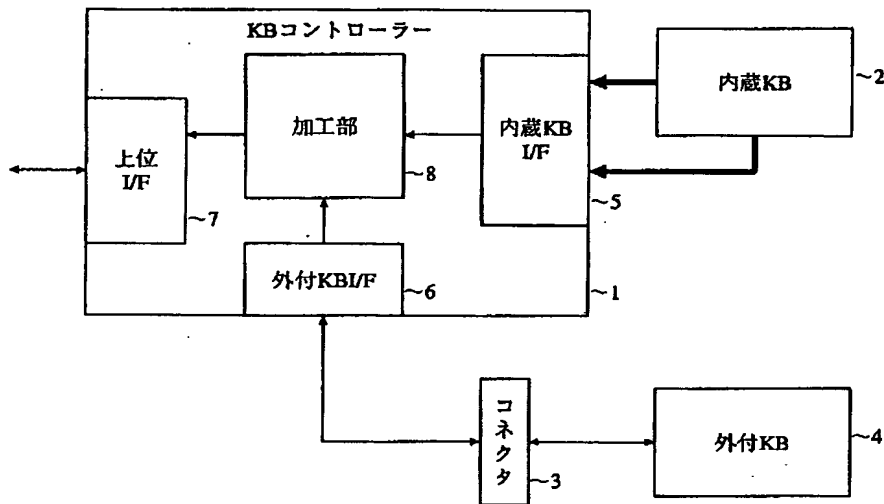 KBコントローラー
内蔵KB
~2
加工部
~8
内蔵KB
I/F
~5
上位
I/F
~7
外付KBI/F
~6
~1
コネクタ
~3
外付KB
~4